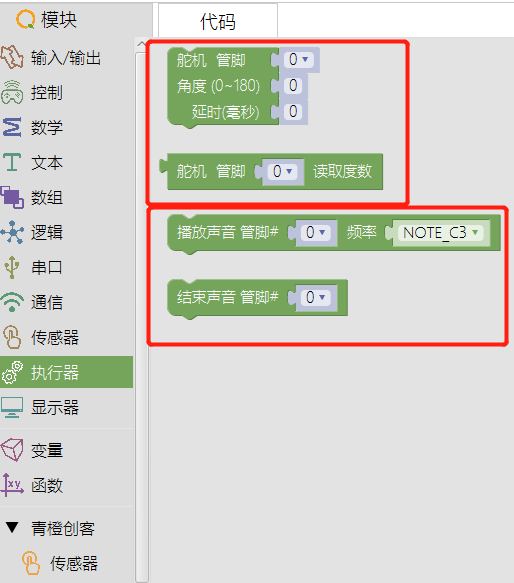 模块
代码
输入/输出
控制
数学
文本
数组
逻辑
串口
通信
传感器
执行器
显示器
变量
函数
青橙创客
传感器
舵机 管脚 0
角度 (0~180) 0
延时(毫秒) 0
舵机 管脚 0 读取度数
播放声音 管脚# 0 频率 NOTE_C3
结束声音 管脚# 0